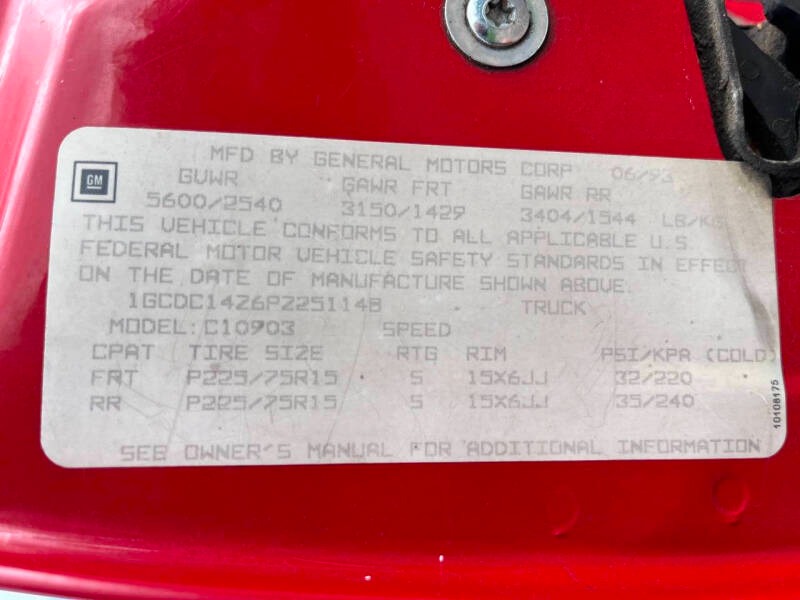 MFD BY GENERAL MOTORS CORP 06/93
GM
GVWR GAWR FRT GAWR RR
5600/2540 3150/1429 3404/1544 LB/KG
THIS VEHICLE CONFORMS TO ALL APPLICABLE U.S.
FEDERAL MOTOR VEHICLE SAFETY STANDARDS IN EFFECT
ON THE DATE OF MANUFACTURE SHOWN ABOVE.
1GCDC14Z6PZ251148 TRUCK
MODEL: C10903 SPEED
CPAT TIRE SIZE RTG RIM PSI/KPA (COLD)
FRT P225/75R15 S 15X6JJ 32/220
RR P225/75R15 S 15X6JJ 35/240
SEE OWNER'S MANUAL FOR ADDITIONAL INFORMATION
10108175